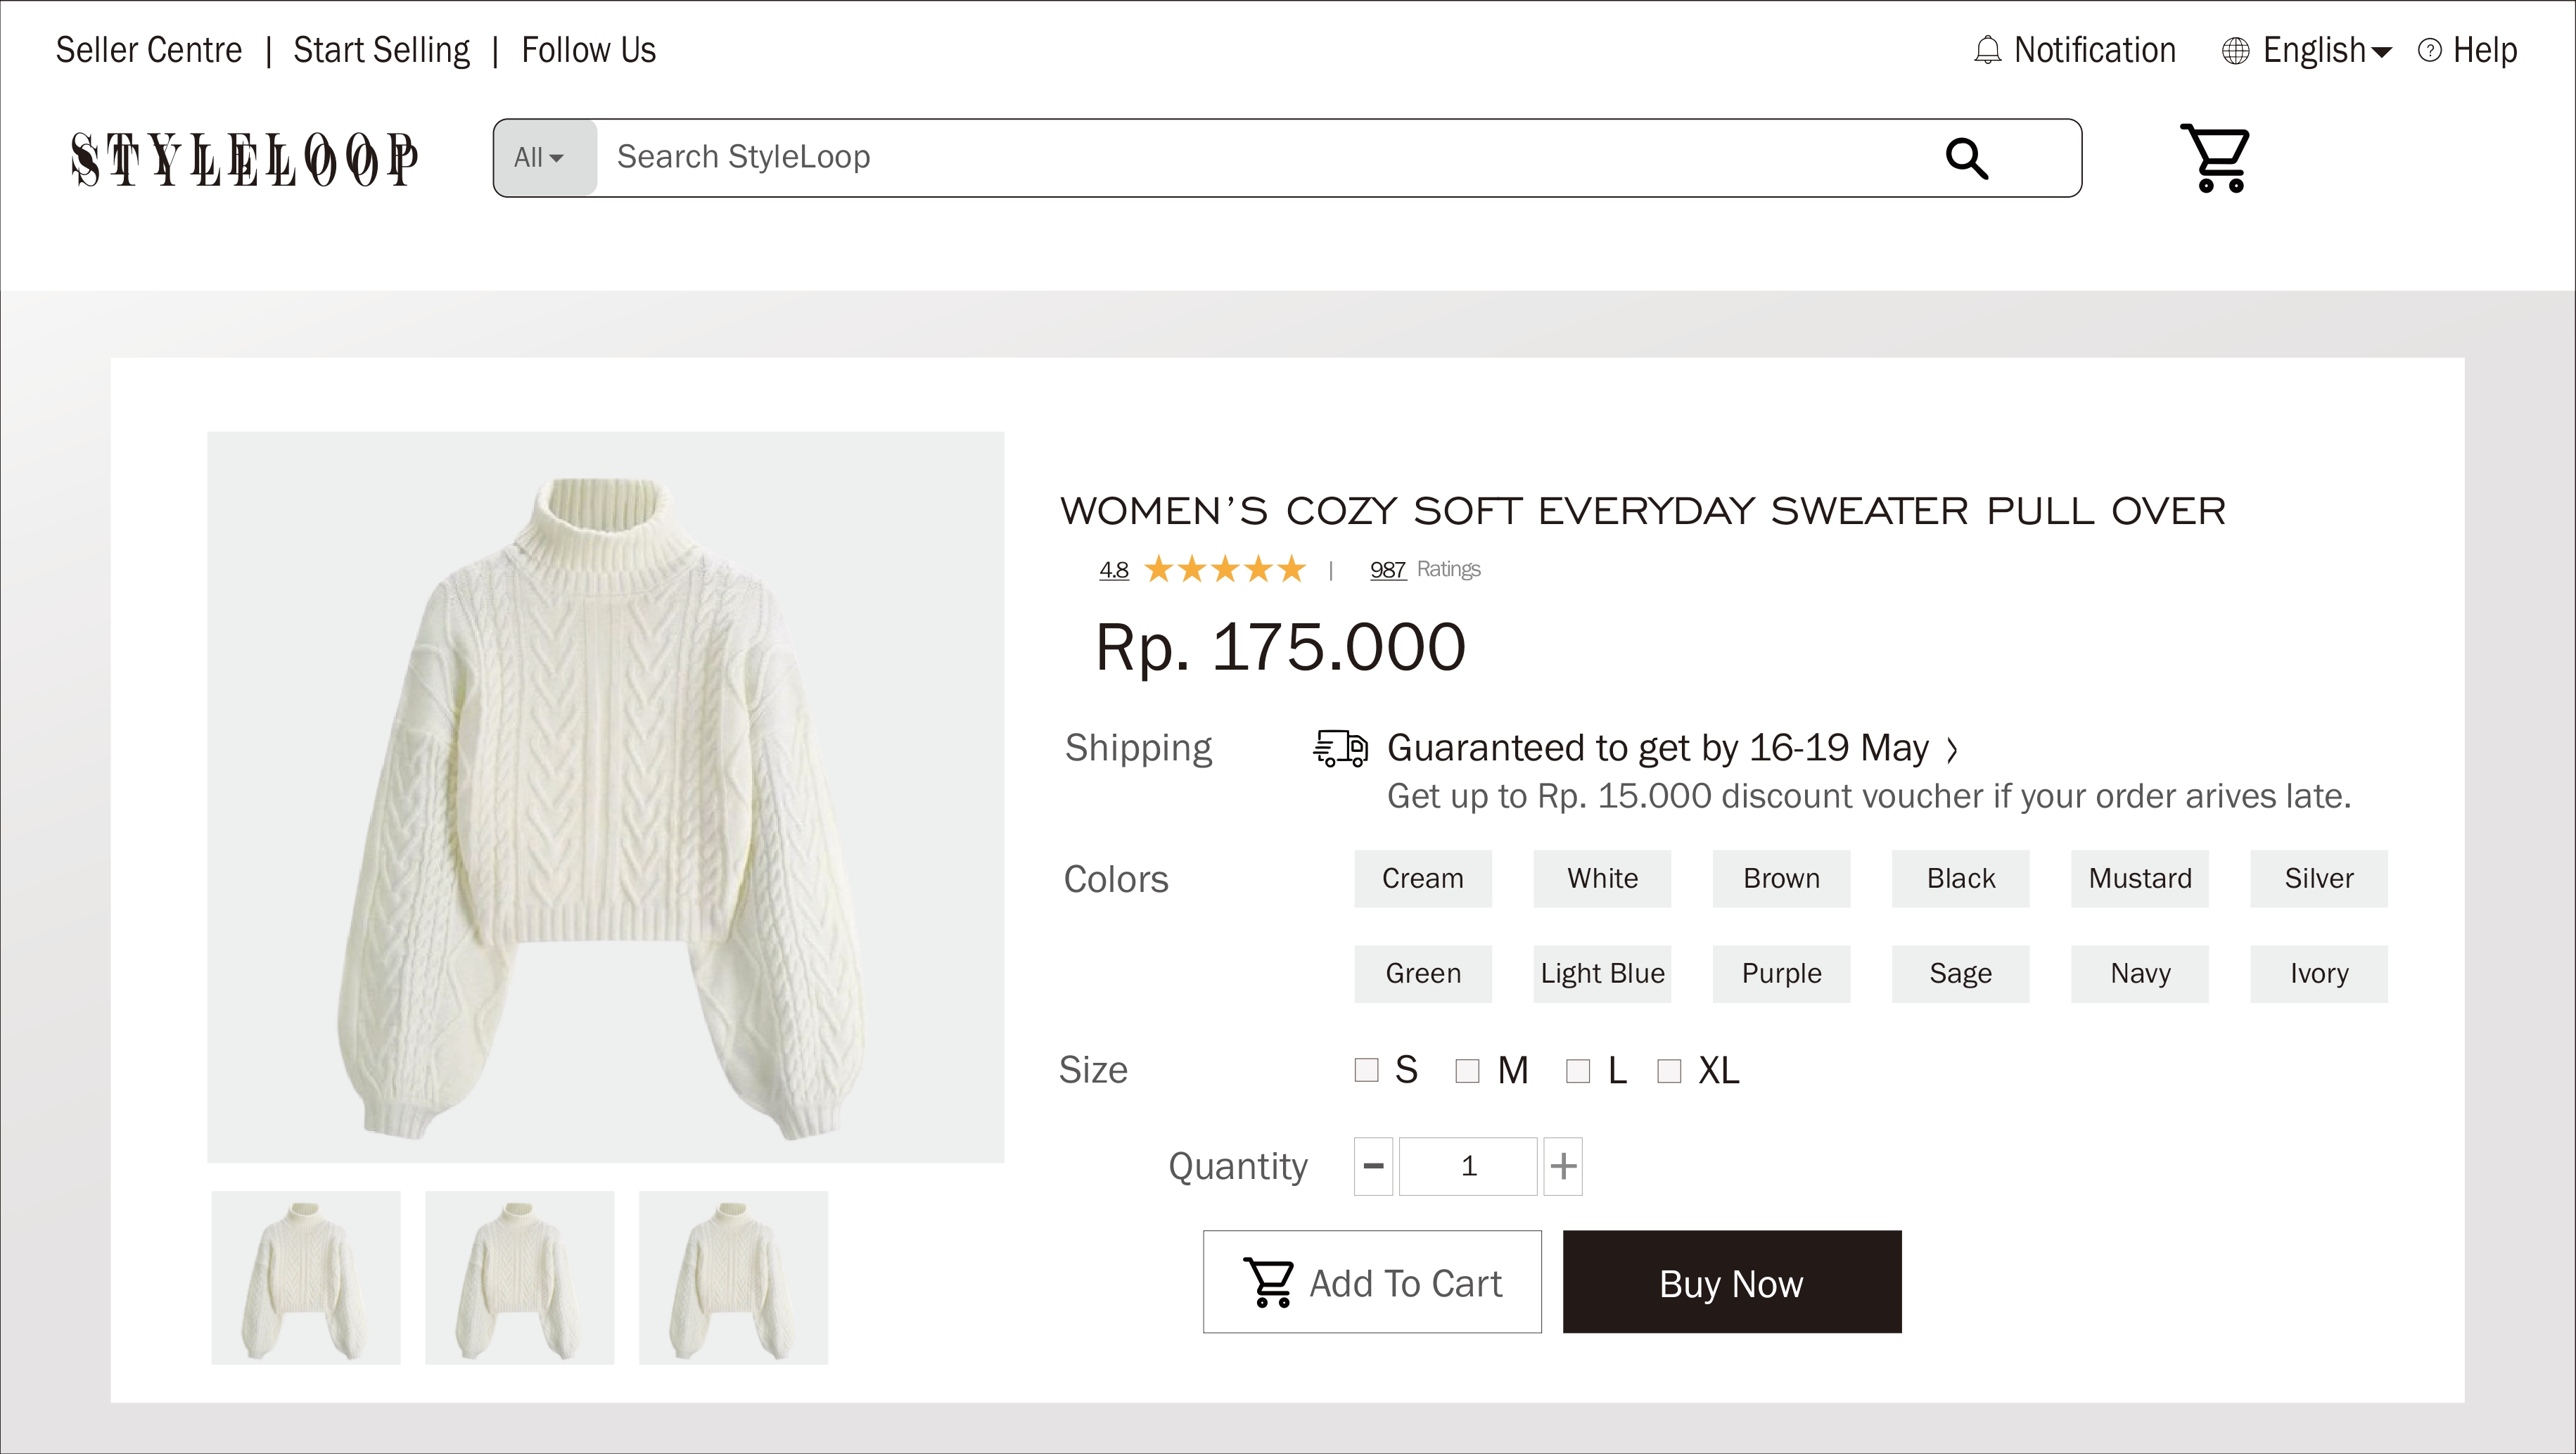 Seller Centre | Start Selling | Follow Us
Notification English Help
STYLELOOP
STYLELOOP
All Search StyleLoop
WOMEN'S COZY SOFT EVERYDAY SWEATER PULL OVER
4.8 | 987 Ratings
Rp. 175.000
Shipping Guaranteed to get by 16-19 May
Get up to Rp. 15.000 discount voucher if your order arives late.
Colors Cream White Brown Black Mustard Silver
Green Light Blue Purple Sage Navy Ivory
Size S M L XL
Quantity - 1 +
Add To Cart Buy Now